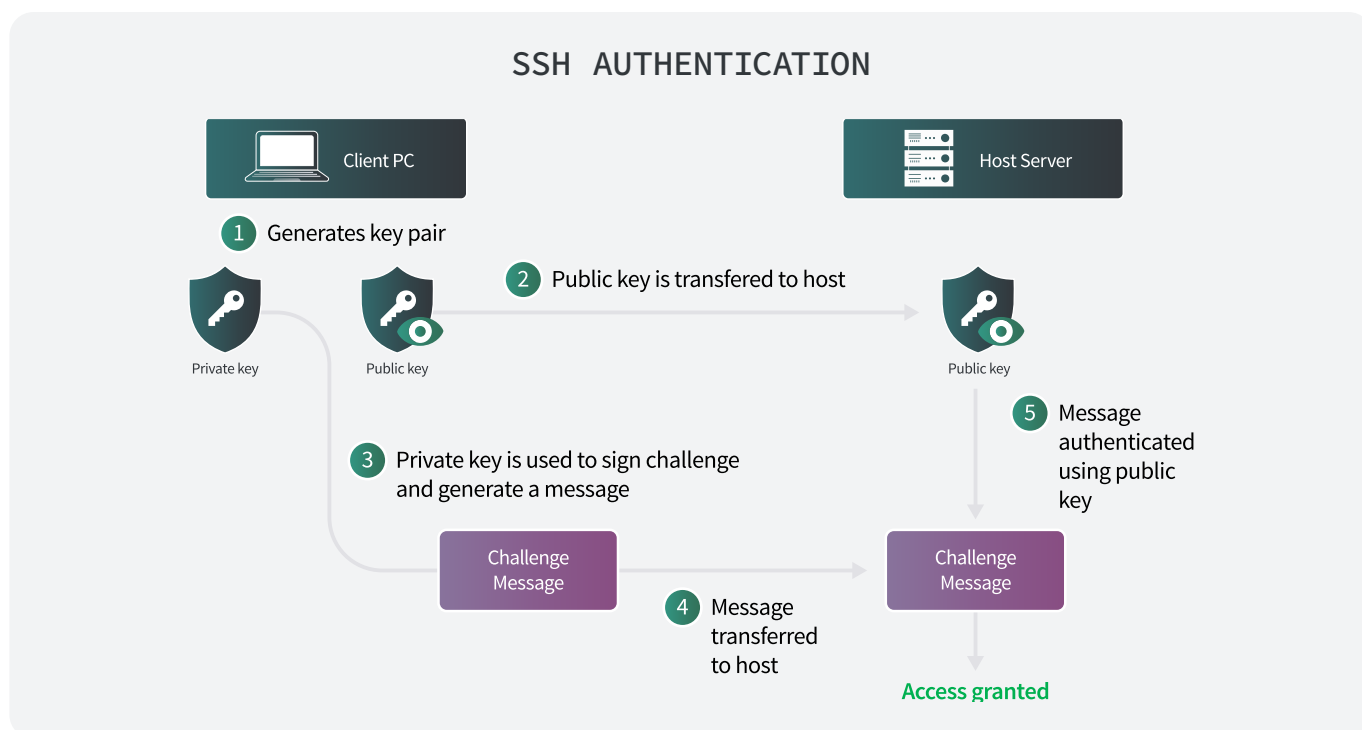 SSH AUTHENTICATION
Client PC
Host Server
1 Generates key pair
2 Public key is transfered to host
Private key
Public key
Public key
3 Private key is used to sign challenge
and generate a message
5 Message
authenticated
using public
key
Challenge
Message
Challenge
Message
4 Message
transferred
to host
Access granted